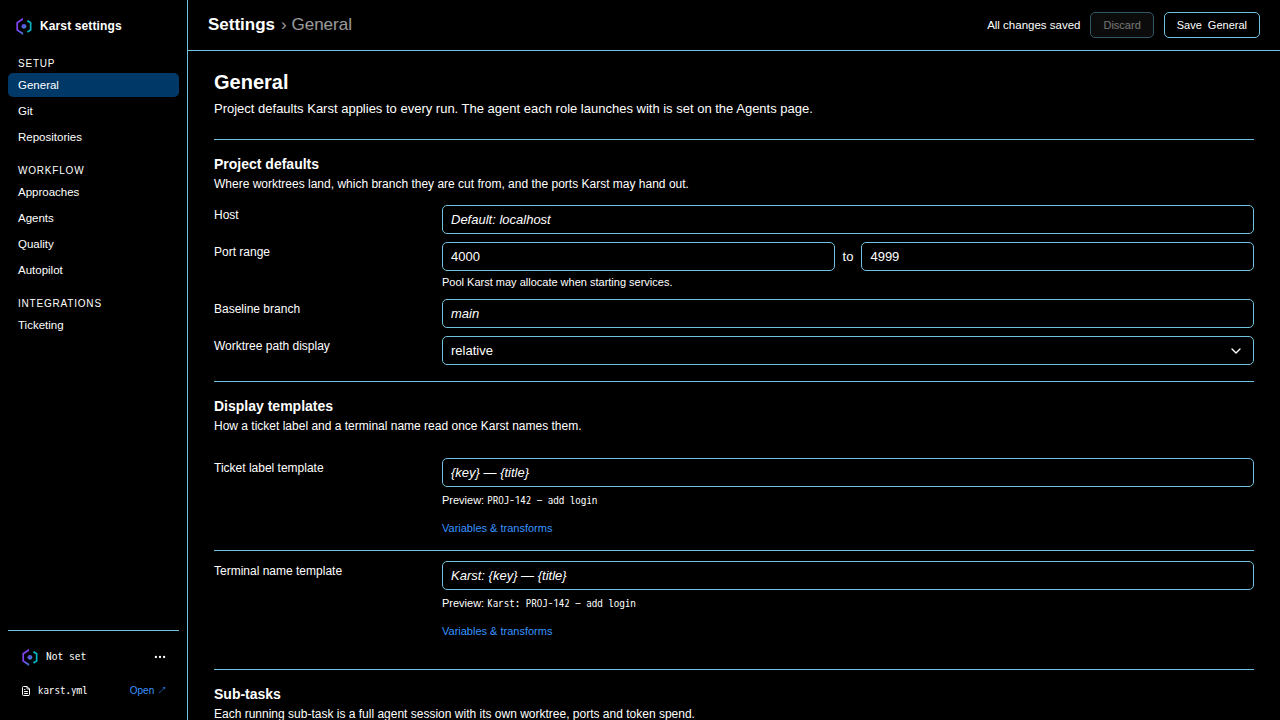 Karst settings
SETUP
General
Git
Repositories
WORKFLOW
Approaches
Agents
Quality
Autopilot
INTEGRATIONS
Ticketing
Not set
karst.yml
Open ↗
Settings › General
All changes saved
Discard
Save General
General
Project defaults Karst applies to every run. The agent each role launches with is set on the Agents page.
Project defaults
Where worktrees land, which branch they are cut from, and the ports Karst may hand out.
Host
Default: localhost
Port range
4000 to 4999
Pool Karst may allocate when starting services.
Baseline branch
main
Worktree path display
relative
Display templates
How a ticket label and a terminal name read once Karst names them.
Ticket label template
{key} — {title}
Preview: PROJ-142 — add login
Variables & transforms
Terminal name template
Karst: {key} — {title}
Preview: Karst: PROJ-142 — add login
Variables & transforms
Sub-tasks
Each running sub-task is a full agent session with its own worktree, ports and token spend.